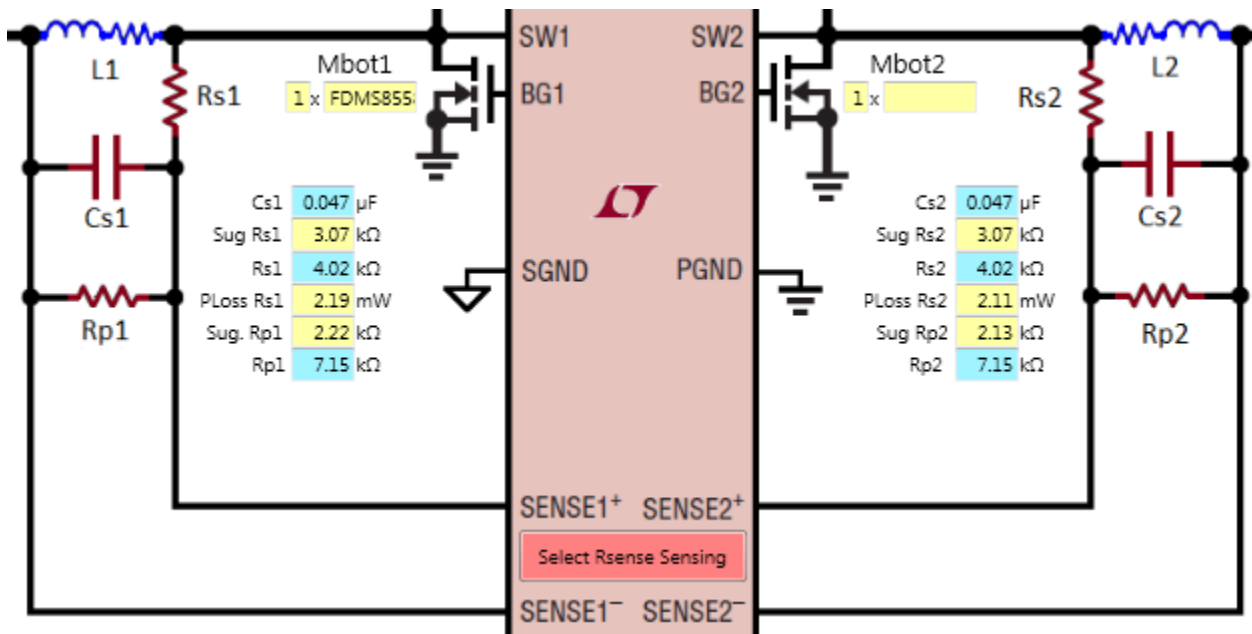 SW1 SW2
L1 Mbot1 Mbot2 L2
Rs1 1 x FDMS855 BG1 BG2 1 x Rs2
Cs1 Cs2
Cs1 0.047 µF Cs2 0.047 µF
Sug Rs1 3.07 kΩ Sug Rs2 3.07 kΩ
Rs1 4.02 kΩ SGND PGND Rs2 4.02 kΩ
PLoss Rs1 2.19 mW PLoss Rs2 2.11 mW
Rp1 Sug. Rp1 2.22 kΩ Sug Rp2 2.13 kΩ Rp2
Rp1 7.15 kΩ Rp2 7.15 kΩ
SENSE1+ SENSE2+
Select Rsense Sensing
SENSE1− SENSE2−